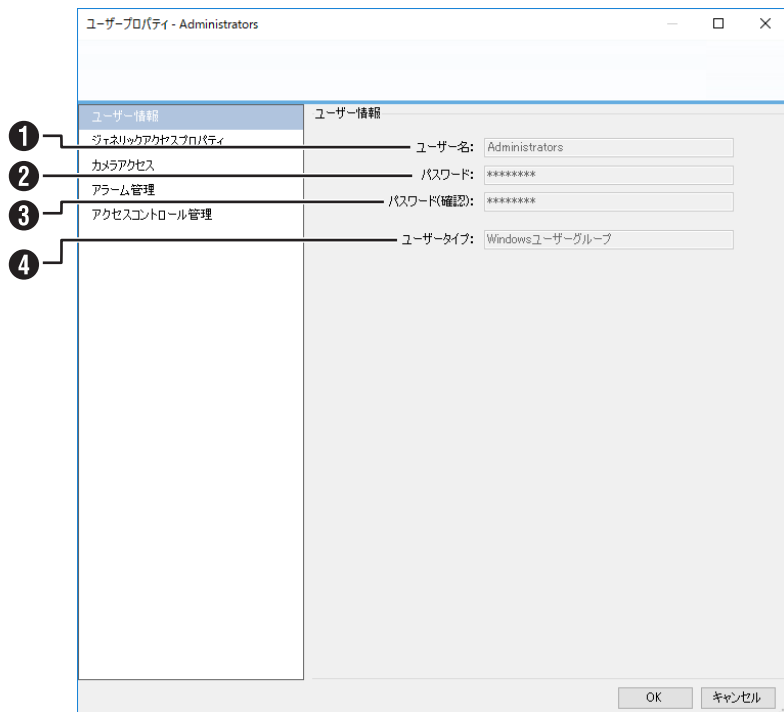 ユーザープロパティ - Administrators
ユーザー情報
ジェネリックアクセスプロパティ
カメラアクセス
アラーム管理
アクセスコントロール管理
ユーザー情報
❶ ユーザー名: Administrators
❷ パスワード: ********
❸ パスワード(確認): ********
❹ ユーザータイプ: Windowsユーザーグループ
OK キャンセル